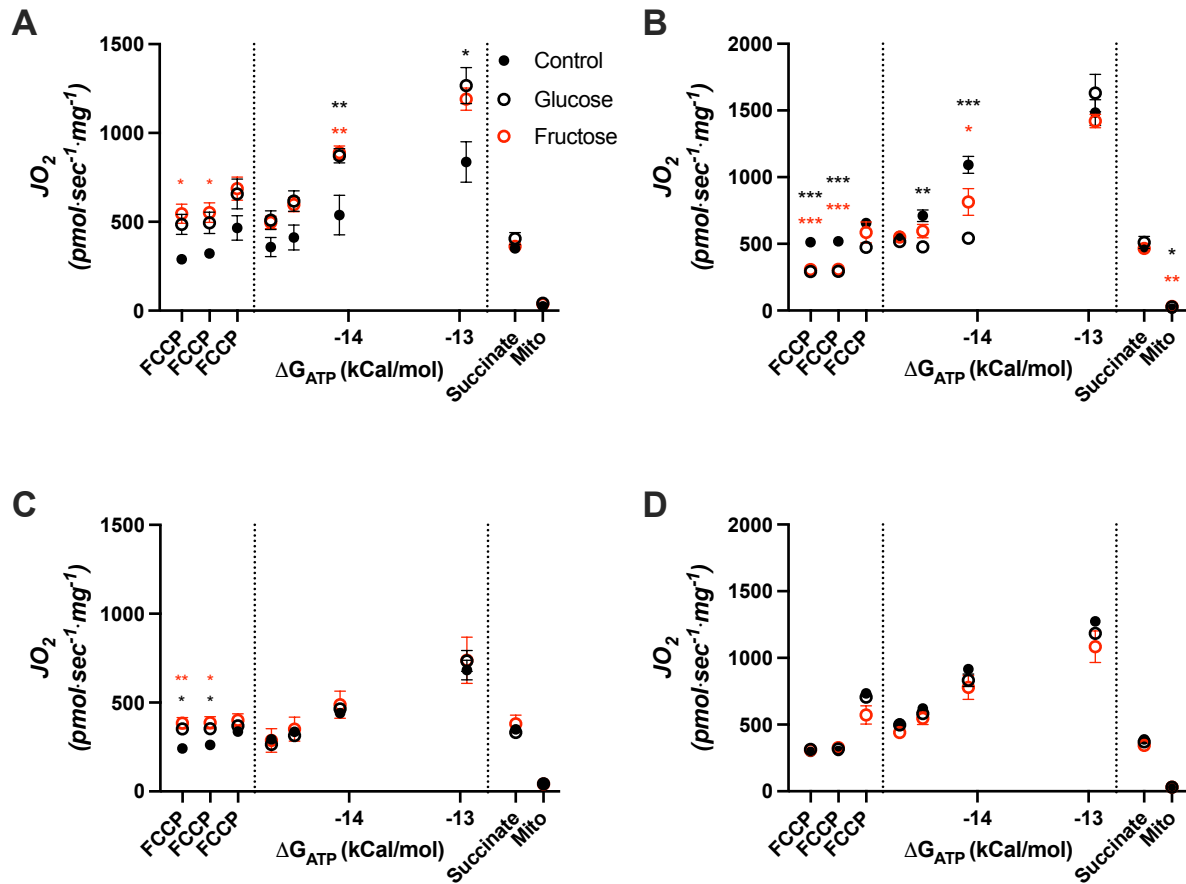 A
1500
1000
500
0
JO2
(pmol·sec-1·mg-1)
*
*
**
**
*
Control
Glucose
Fructose
FCCP
FCCP
FCCP
-14
-13
ΔGATP (kCal/mol)
Succinate
Mito
B
2000
1500
1000
500
0
JO2
(pmol·sec-1·mg-1)
***
***
***
***
**
***
*
*
**
FCCP
FCCP
FCCP
-14
-13
ΔGATP (kCal/mol)
Succinate
Mito
C
1500
1000
500
0
JO2
(pmol·sec-1·mg-1)
**
*
*
*
FCCP
FCCP
FCCP
-14
-13
ΔGATP (kCal/mol)
Succinate
Mito
D
2000
1500
1000
500
0
JO2
(pmol·sec-1·mg-1)
FCCP
FCCP
FCCP
-14
-13
ΔGATP (kCal/mol)
Succinate
Mito